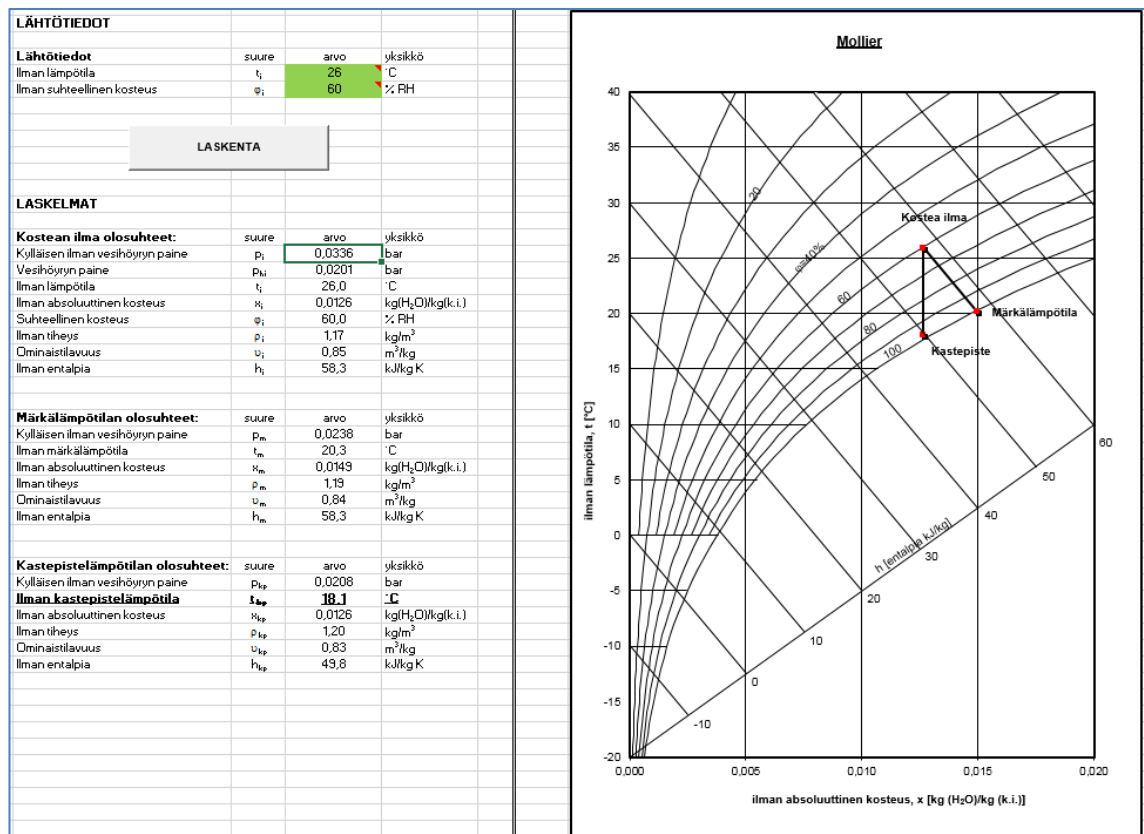 LÄHTÖTIEDOT
Lähtötiedot suure arvo yksikkö
Ilman lämpötila tᵢ 26 °C
Ilman suhteellinen kosteus φᵢ 60 % RH
LASKENTA
LASKELMAT
Kostean ilma olosuhteet: suure arvo yksikkö
Kylläisen ilman vesihöyryn paine pᵢ 0,0336 bar
Vesihöyryn paine pₕᵢ 0,0201 bar
Ilman lämpötila tᵢ 26,0 °C
Ilman absoluuttinen kosteus xᵢ 0,0126 kg(H₂O)/kg(k.i.)
Suhteellinen kosteus φᵢ 60,0 % RH
Ilman tiheys ρᵢ 1,17 kg/m³
Ominaistilavuus υᵢ 0,85 m³/kg
Ilman entalpia hᵢ 58,3 kJ/kg K
Märkälämpötilan olosuhteet: suure arvo yksikkö
Kylläisen ilman vesihöyryn paine pₘ 0,0238 bar
Ilman märkälämpötila tₘ 20,3 °C
Ilman absoluuttinen kosteus xₘ 0,0149 kg(H₂O)/kg(k.i.)
Ilman tiheys ρₘ 1,19 kg/m³
Ominaistilavuus υₘ 0,84 m³/kg
Ilman entalpia hₘ 58,3 kJ/kg K
Kastepistelämpötilan olosuhteet: suure arvo yksikkö
Kylläisen ilman vesihöyryn paine pₖₚ 0,0208 bar
Ilman kastepistelämpötila tₖₚ 18,1 °C
Ilman absoluuttinen kosteus xₖₚ 0,0126 kg(H₂O)/kg(k.i.)
Ilman tiheys ρₖₚ 1,20 kg/m³
Ominaistilavuus υₖₚ 0,83 m³/kg
Ilman entalpia hₖₚ 49,8 kJ/kg K
Mollier
40
35
30
25
20
15
10
5
0
-5
-10
-15
-20
ilman lämpötila, t [°C]
20
φ=40%
60
80
100
Kostea ilma
Märkälämpötila
Kastepiste
h [entalpia kJ/kg]
60
50
40
30
20
10
0
-10
0,000 0,005 0,010 0,015 0,020
ilman absoluuttinen kosteus, x [kg (H₂O)/kg (k.i.)]